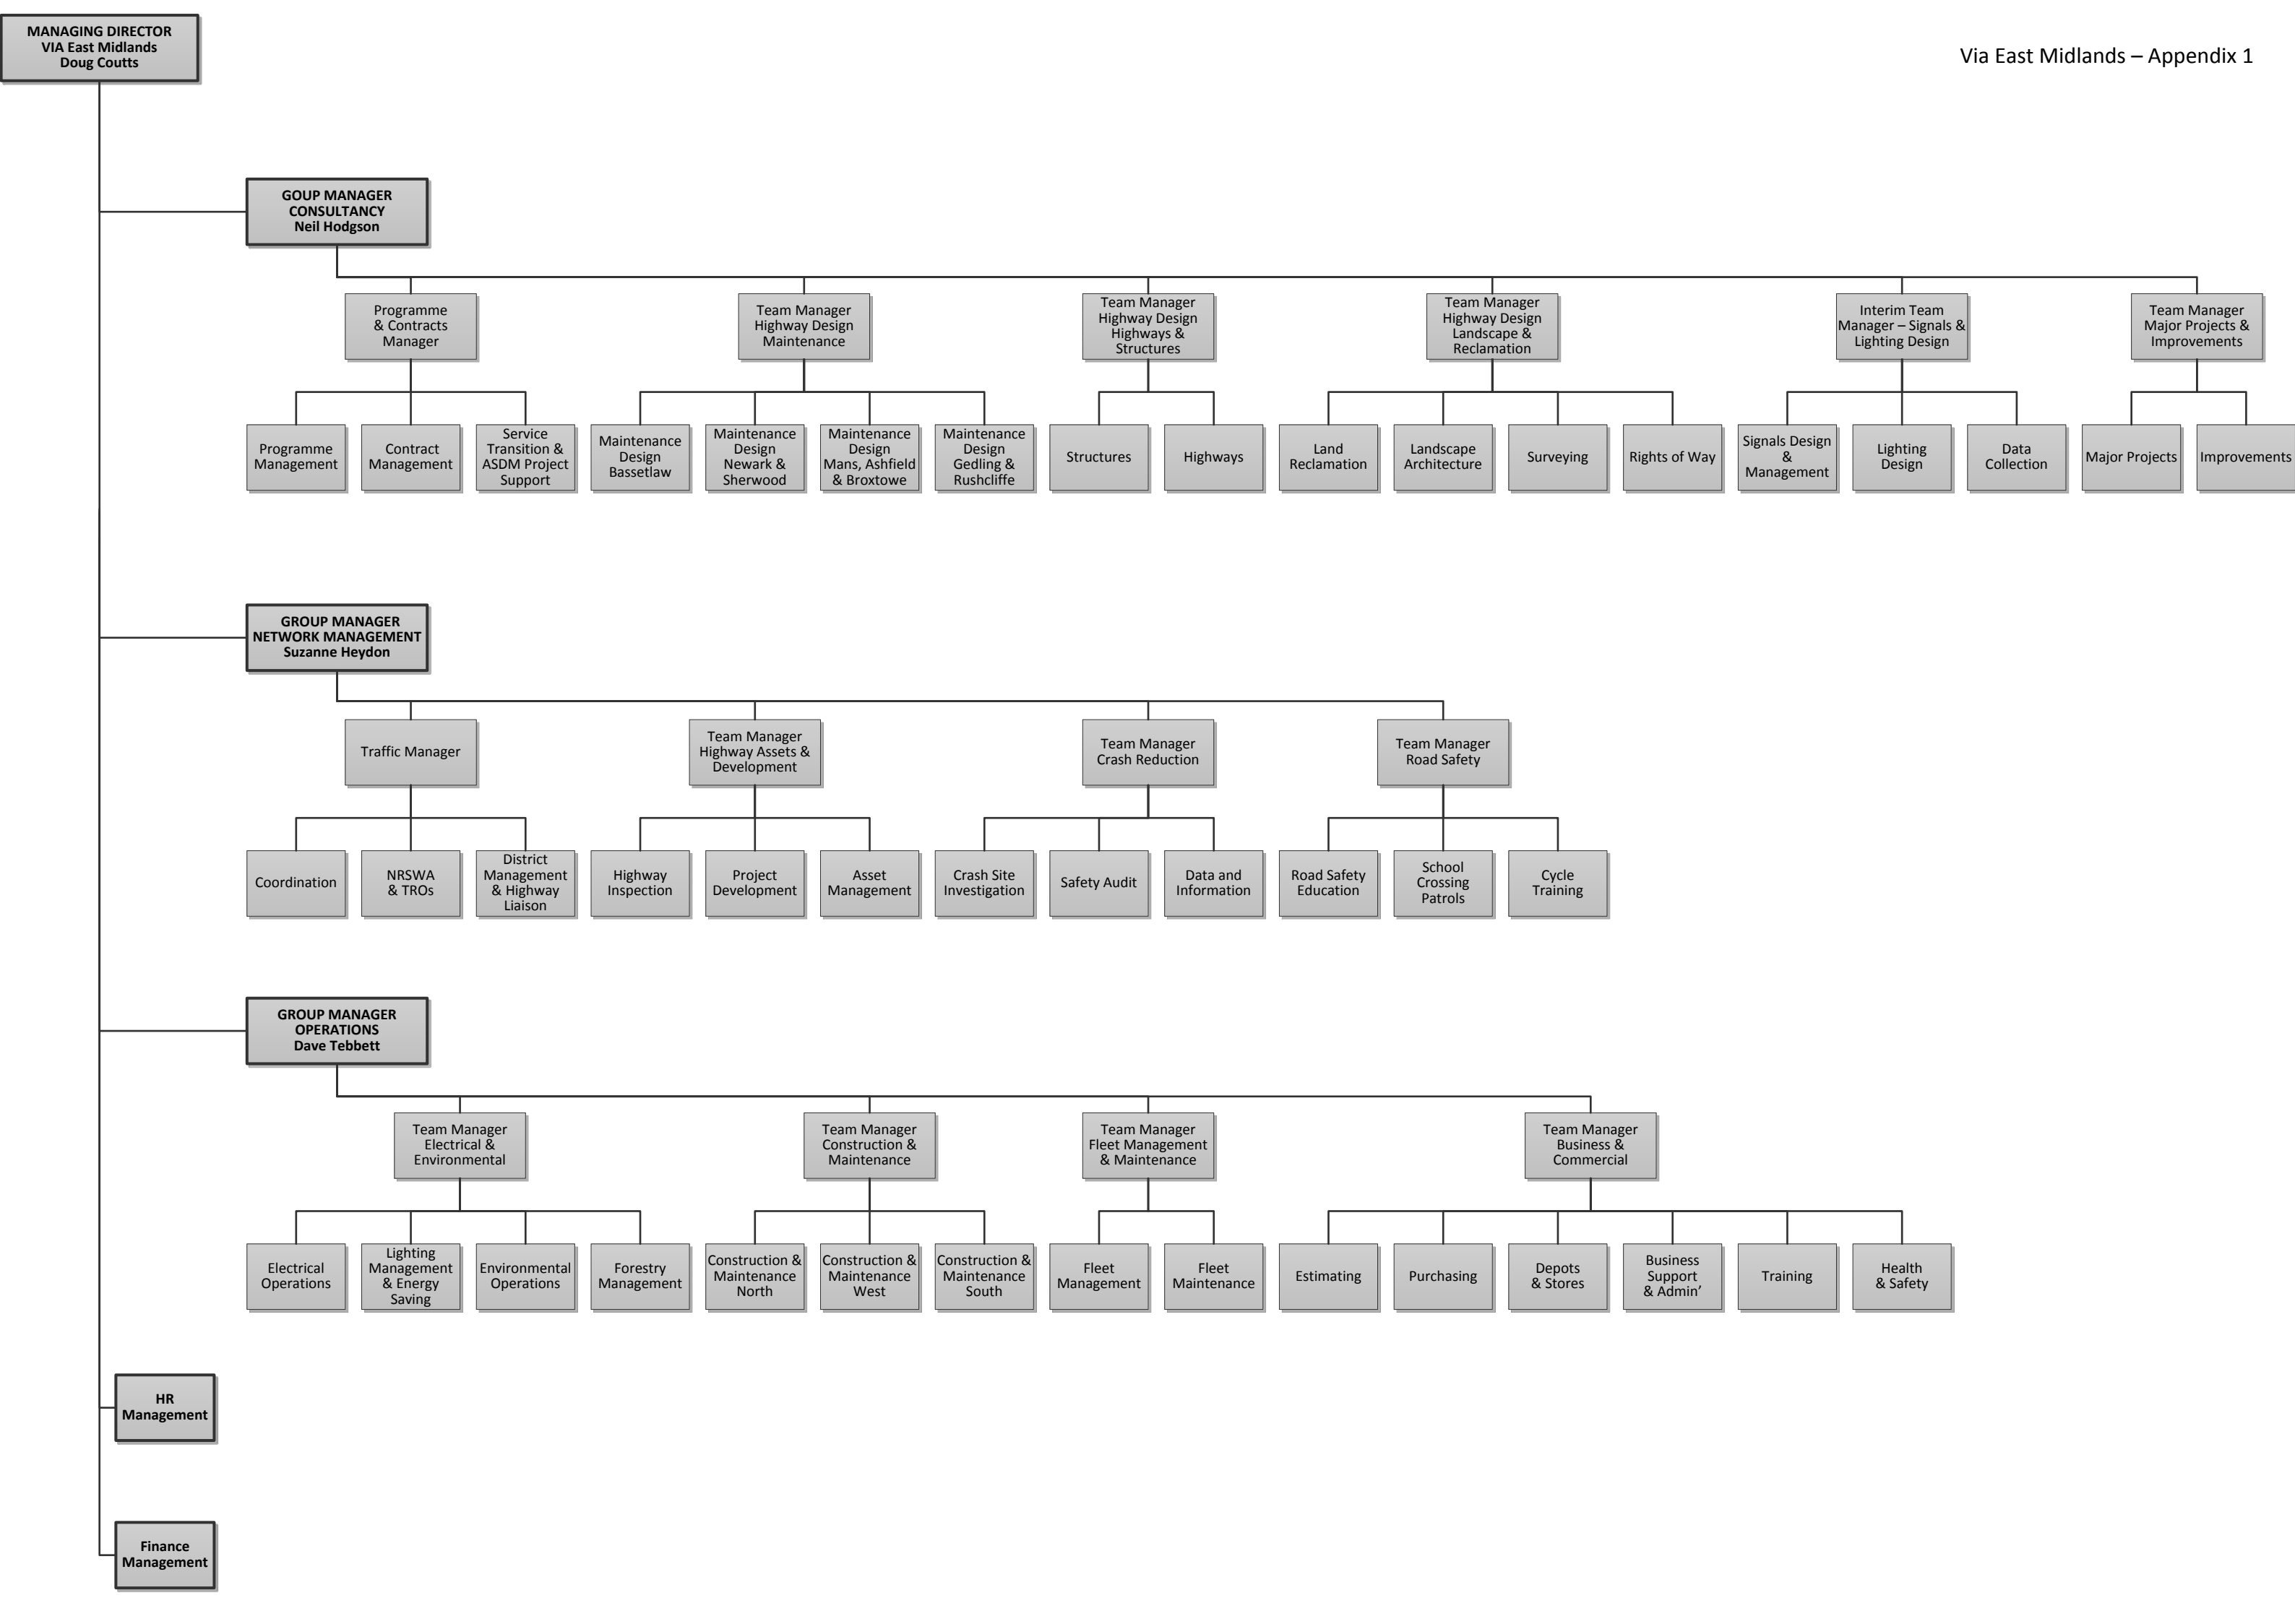 MANAGING DIRECTOR
VIA East Midlands
Doug Coutts
Via East Midlands – Appendix 1
GOUP MANAGER
CONSULTANCY
Neil Hodgson
Programme
& Contracts
Manager
Team Manager
Highway Design
Maintenance
Team Manager
Highway Design
Highways &
Structures
Team Manager
Highway Design
Landscape &
Reclamation
Interim Team
Manager – Signals &
Lighting Design
Team Manager
Major Projects &
Improvements
Programme
Management
Contract
Management
Service
Transition &
ASDM Project
Support
Maintenance
Design
Bassetlaw
Maintenance
Design
Newark &
Sherwood
Maintenance
Design
Mans, Ashfield
& Broxtowe
Maintenance
Design
Gedling &
Rushcliffe
Structures
Highways
Land
Reclamation
Landscape
Architecture
Surveying
Rights of Way
Signals Design
&
Management
Lighting
Design
Data
Collection
Major Projects
Improvements
GROUP MANAGER
NETWORK MANAGEMENT
Suzanne Heydon
Traffic Manager
Team Manager
Highway Assets &
Development
Team Manager
Crash Reduction
Team Manager
Road Safety
Coordination
NRSWA
& TROs
District
Management
& Highway
Liaison
Highway
Inspection
Project
Development
Asset
Management
Crash Site
Investigation
Safety Audit
Data and
Information
Road Safety
Education
School
Crossing
Patrols
Cycle
Training
GROUP MANAGER
OPERATIONS
Dave Tebbett
Team Manager
Electrical &
Environmental
Team Manager
Construction &
Maintenance
Team Manager
Fleet Management
& Maintenance
Team Manager
Business &
Commercial
Electrical
Operations
Lighting
Management
& Energy
Saving
Environmental
Operations
Forestry
Management
Construction &
Maintenance
North
Construction &
Maintenance
West
Construction &
Maintenance
South
Fleet
Management
Fleet
Maintenance
Estimating
Purchasing
Depots
& Stores
Business
Support
& Admin’
Training
Health
& Safety
HR
Management
Finance
Management